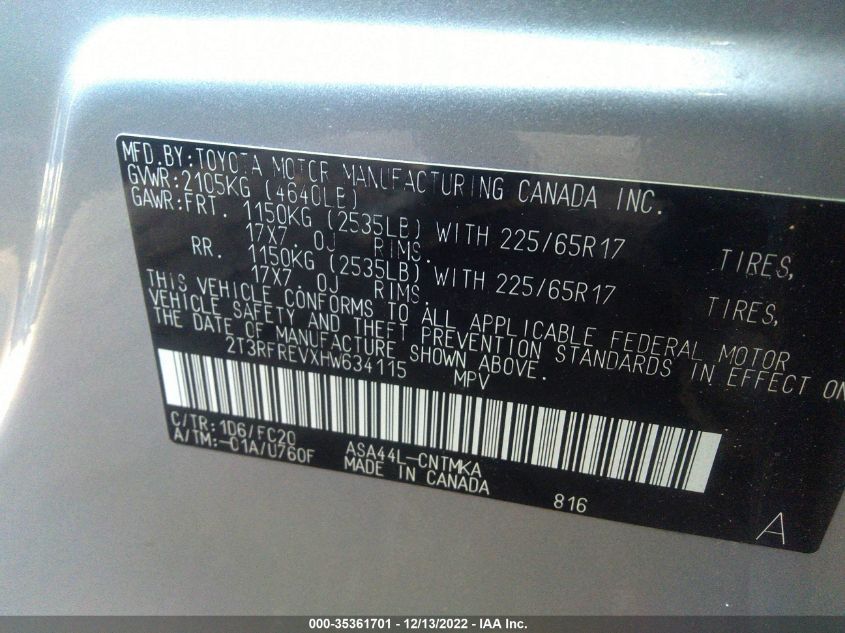 MFD.BY:TOYOTA MOTOR MANUFACTURING CANADA INC.
GVWR:2105KG (4640LB)
GAWR:FRT. 1150KG (2535LB) WITH 225/65R17 TIRES,
17X7.0J RIMS.
RR. 1150KG (2535LB) WITH 225/65R17 TIRES,
17X7.0J RIMS.
THIS VEHICLE CONFORMS TO ALL APPLICABLE FEDERAL MOTOR
VEHICLE SAFETY AND THEFT PREVENTION STANDARDS IN EFFECT ON
THE DATE OF MANUFACTURE SHOWN ABOVE.
2T3RFREVXHW634115 MPV
C/TR:1D6/FC20 ASA44L-CNTMKA
A/TM:-01A/U760F MADE IN CANADA 816
A
000-35361701 - 12/13/2022 - IAA Inc.